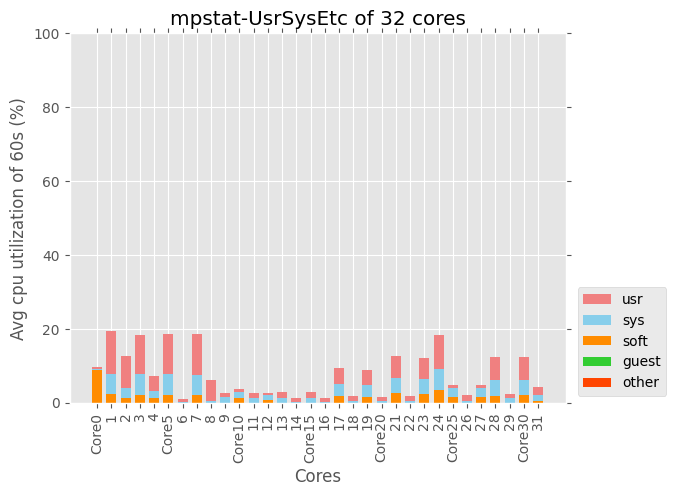 mpstat-UsrSysEtc of 32 cores
100
80
60
40
20
0
Avg cpu utilization of 60s (%)
usr
sys
soft
guest
other
Core0
1
2
3
4
Core5
6
7
8
9
Core10
11
12
13
14
Core15
16
17
18
19
Core20
21
22
23
24
Core25
26
27
28
29
Core30
31
Cores